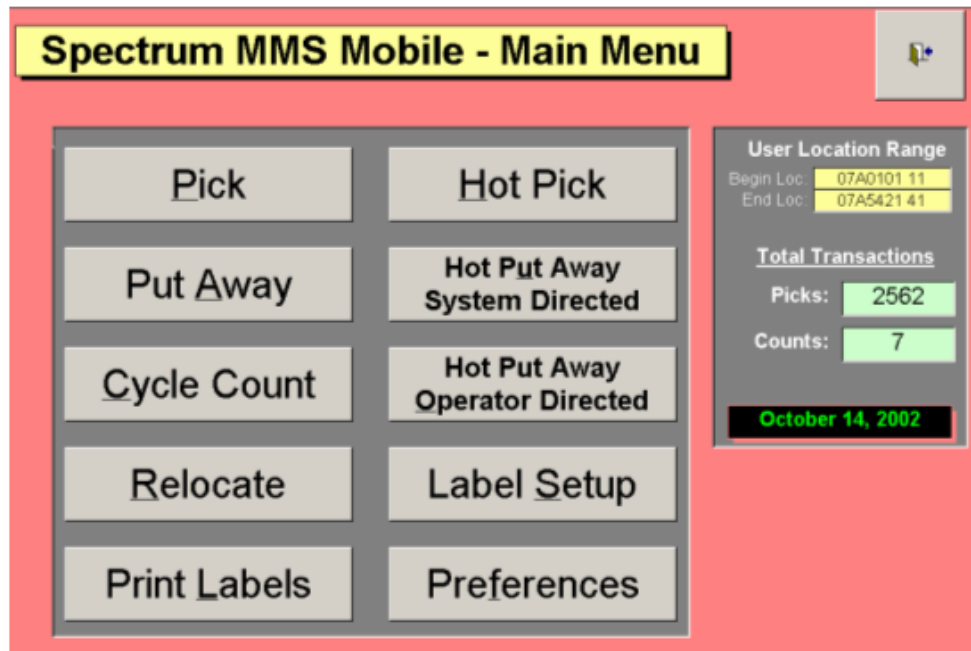 Spectrum MMS Mobile - Main Menu
Pick
Hot Pick
Put Away
Hot Put Away
System Directed
Cycle Count
Hot Put Away
Operator Directed
Relocate
Label Setup
Print Labels
Preferences
User Location Range
Begin Loc: 07A0101 11
End Loc: 07A5421 41
Total Transactions
Picks: 2562
Counts: 7
October 14, 2002